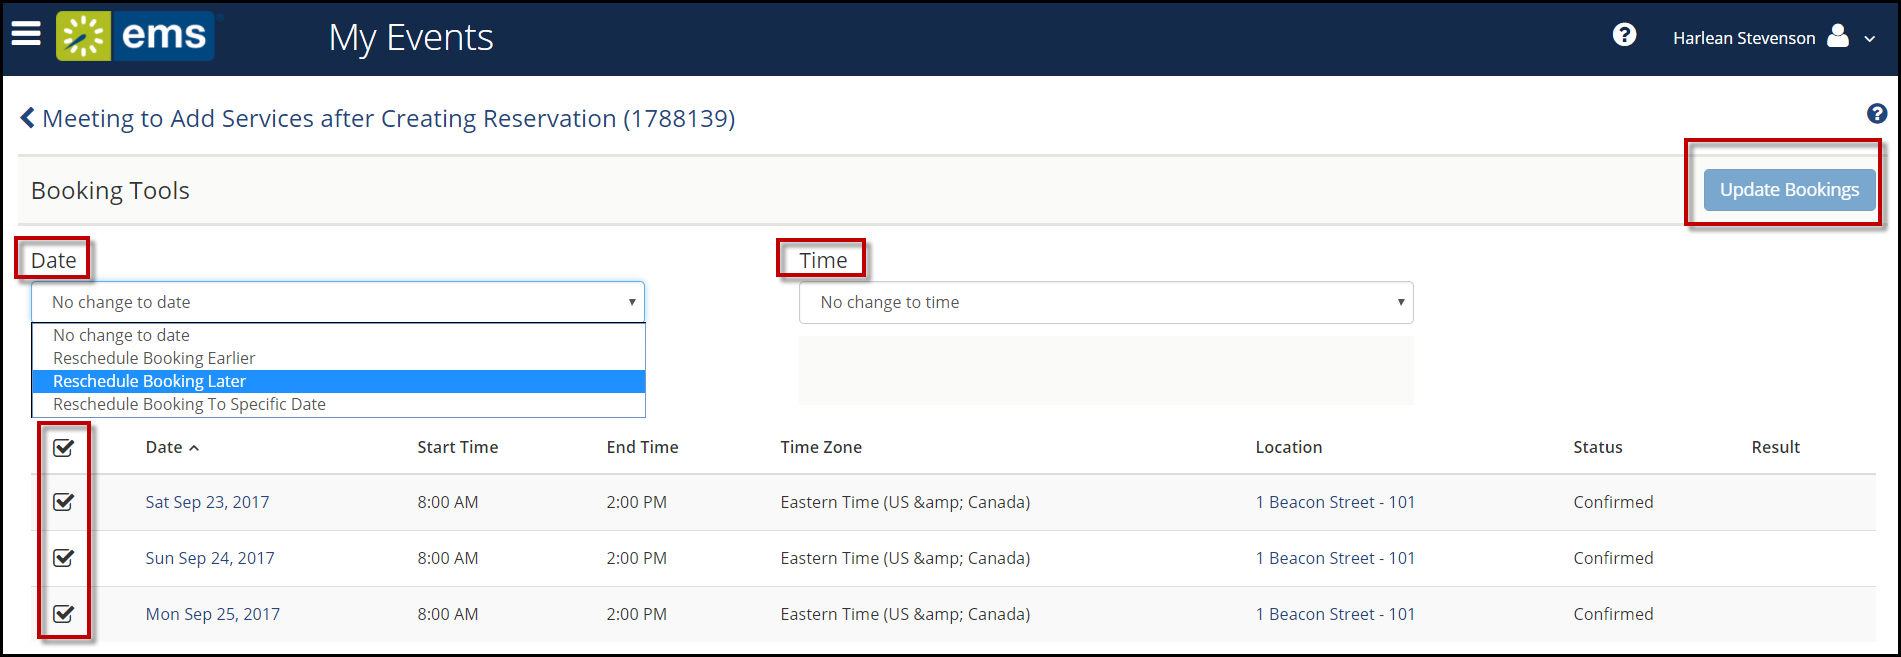 ems
My Events
?
Harlean Stevenson
Meeting to Add Services after Creating Reservation (1788139)
?
Booking Tools
Update Bookings
Date
Time
No change to date
No change to time
No change to date
Reschedule Booking Earlier
Reschedule Booking Later
Reschedule Booking To Specific Date
Date Start Time End Time Time Zone Location Status Result
Sat Sep 23, 2017 8:00 AM 2:00 PM Eastern Time (US &amp; Canada) 1 Beacon Street - 101 Confirmed
Sun Sep 24, 2017 8:00 AM 2:00 PM Eastern Time (US &amp; Canada) 1 Beacon Street - 101 Confirmed
Mon Sep 25, 2017 8:00 AM 2:00 PM Eastern Time (US &amp; Canada) 1 Beacon Street - 101 Confirmed